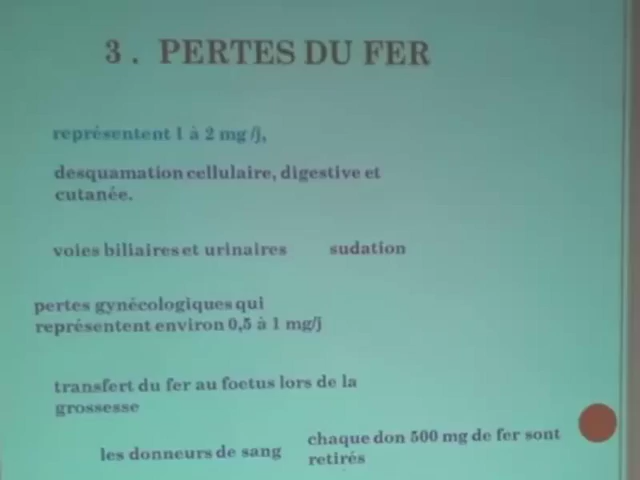 3 . PERTES DU FER
représentent 1 à 2 mg /j,
desquamation cellulaire, digestive et
cutanée.
voies biliaires et urinaires sudation
pertes gynécologiques qui
représentent environ 0,5 à 1 mg/j
transfert du fer au foetus lors de la
grossesse
les donneurs de sang
chaque don 500 mg de fer sont
retirés